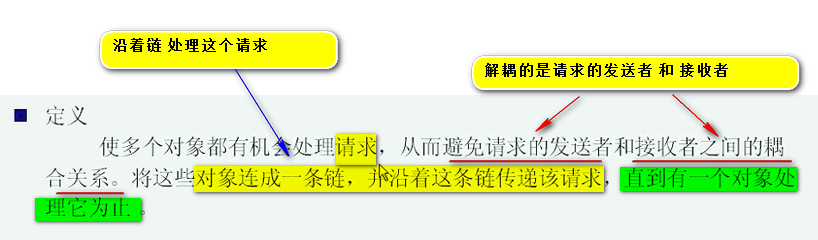 沿着链 处理这个请求
解耦的是请求的发送者 和 接收者
定义
使多个对象都有机会处理请求，从而避免请求的发送者和接收者之间的耦
合关系。将这些对象连成一条链，并沿着这条链传递该请求，直到有一个对象处
理它为止。